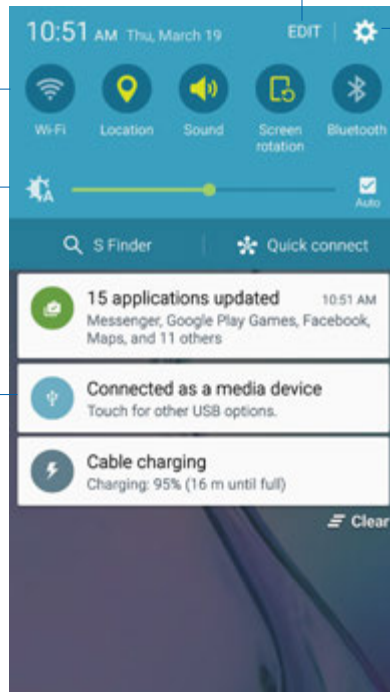 10:51 AM Thu, March 19 EDIT
Wi-Fi Location Sound Screen rotation Bluetooth
A Auto
S Finder Quick connect
15 applications updated 10:51 AM
Messenger, Google Play Games, Facebook,
Maps, and 11 others
Connected as a media device
Touch for other USB options.
Cable charging
Charging: 95% (16 m until full)
Clear